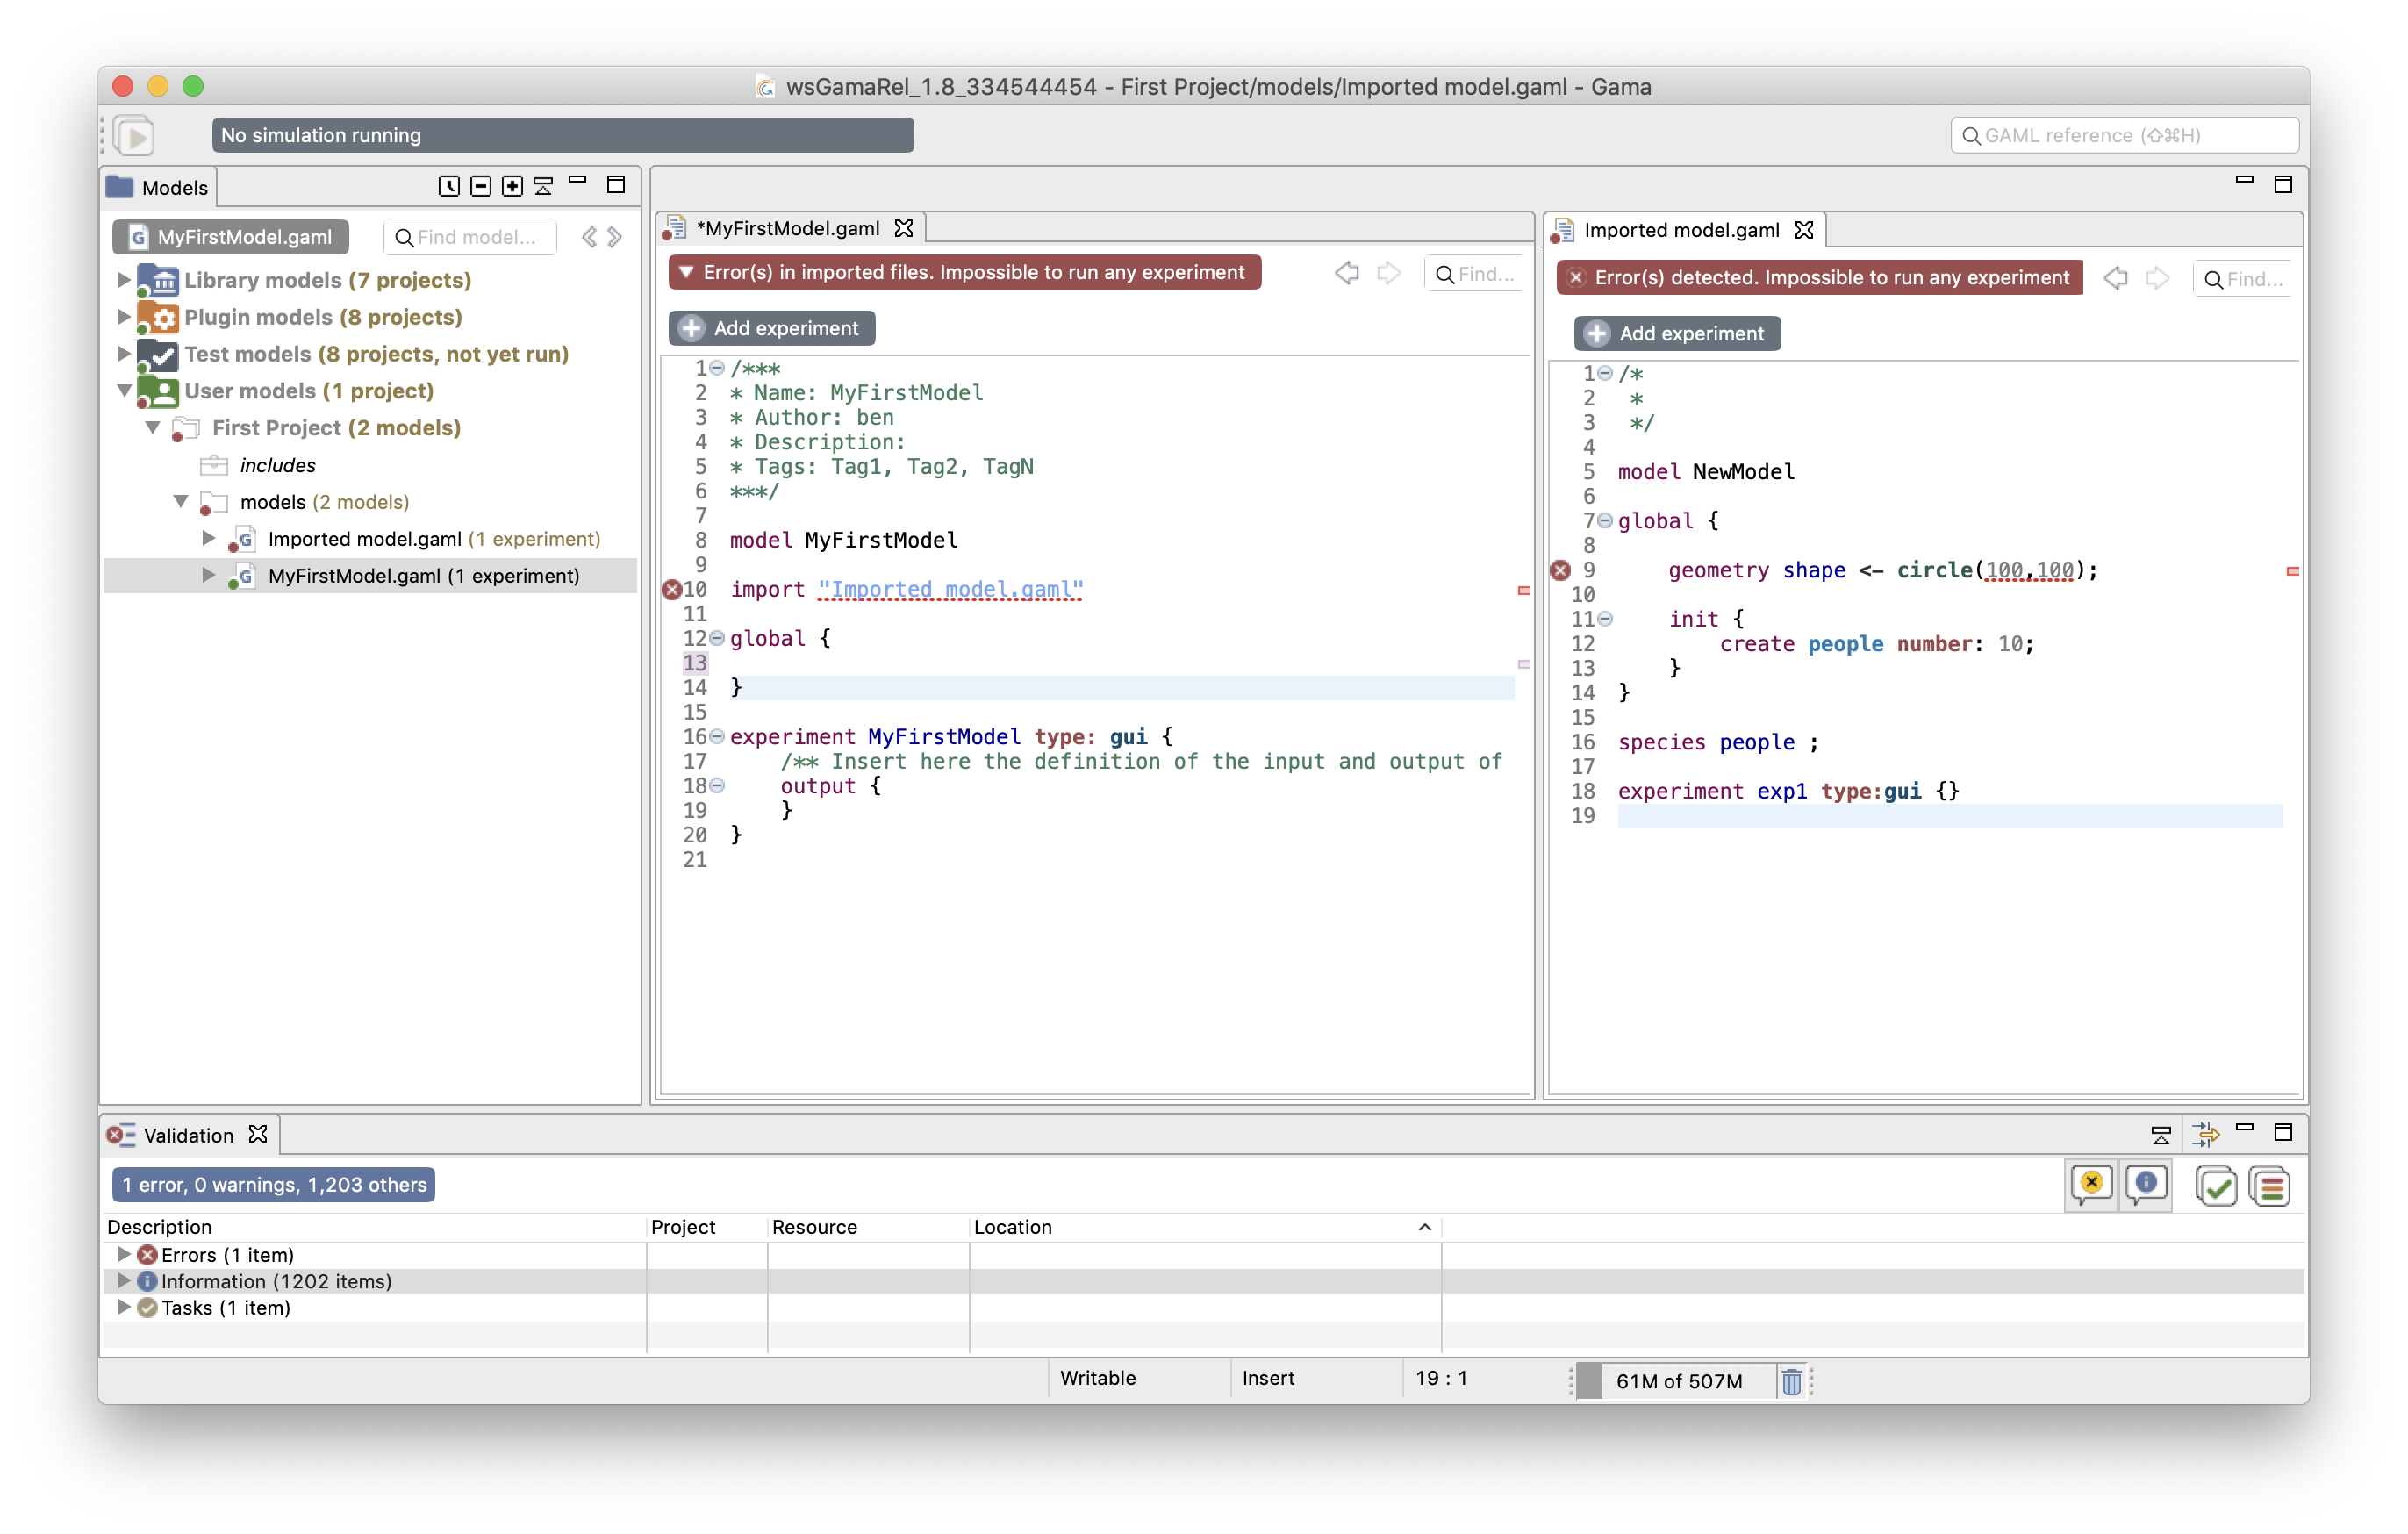 wsGamaRel_1.8_334544454 - First Project/models/Imported model.gaml - Gama
No simulation running
GAML reference (⇧⌘H)
Models
MyFirstModel.gaml
Find model...
Library models (7 projects)
Plugin models (8 projects)
Test models (8 projects, not yet run)
User models (1 project)
First Project (2 models)
includes
models (2 models)
Imported model.gaml (1 experiment)
MyFirstModel.gaml (1 experiment)
*MyFirstModel.gaml
Error(s) in imported files. Impossible to run any experiment
Find...
Add experiment
1 /***
2 * Name: MyFirstModel
3 * Author: ben
4 * Description:
5 * Tags: Tag1, Tag2, TagN
6 ***/
7
8 model MyFirstModel
9
10 import "Imported model.gaml"
11
12 global {
13
14 }
15
16 experiment MyFirstModel type: gui {
17     /** Insert here the definition of the input and output of
18     output {
19     }
20 }
21
Imported model.gaml
Error(s) detected. Impossible to run any experiment
Find...
Add experiment
1 /*
2  *
3  */
4
5 model NewModel
6
7 global {
8
9     geometry shape <- circle(100,100);
10
11     init {
12         create people number: 10;
13     }
14 }
15
16 species people ;
17
18 experiment exp1 type:gui {}
19
Validation
1 error, 0 warnings, 1,203 others
Description Project Resource Location
Errors (1 item)
Information (1202 items)
Tasks (1 item)
Writable Insert 19 : 1 61M of 507M